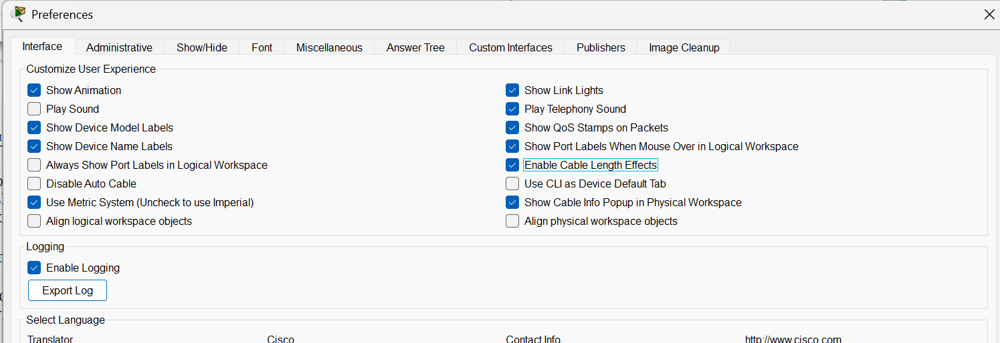 Preferences
Interface Administrative Show/Hide Font Miscellaneous Answer Tree Custom Interfaces Publishers Image Cleanup
Customize User Experience
Show Animation Show Link Lights
Play Sound Play Telephony Sound
Show Device Model Labels Show QoS Stamps on Packets
Show Device Name Labels Show Port Labels When Mouse Over in Logical Workspace
Always Show Port Labels in Logical Workspace Enable Cable Length Effects
Disable Auto Cable Use CLI as Device Default Tab
Use Metric System (Uncheck to use Imperial) Show Cable Info Popup in Physical Workspace
Align logical workspace objects Align physical workspace objects
Logging
Enable Logging
Export Log
Select Language
Translator Cisco Contact Info http://www.cisco.com